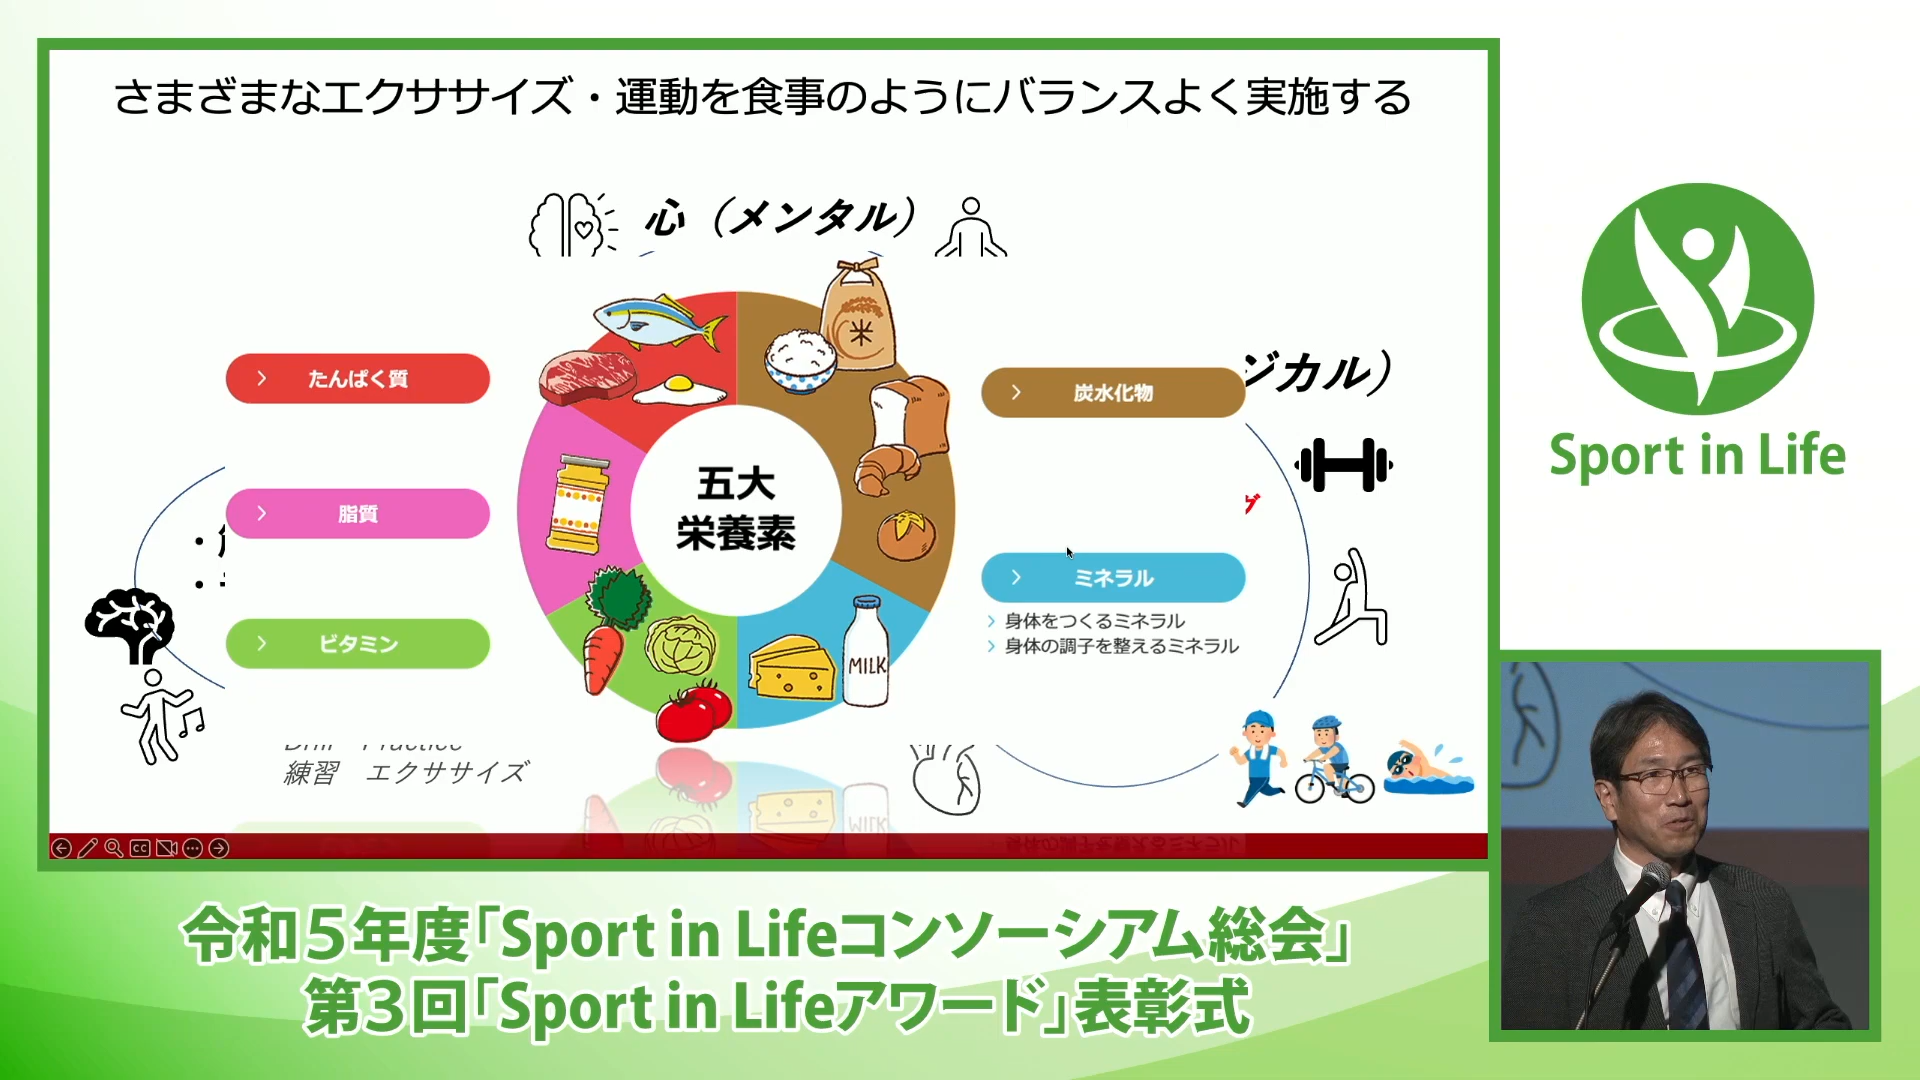 さまざまなエクササイズ・運動を食事のようにバランスよく実施する
心（メンタル）
ジカル）
たんぱく質
脂質
ビタミン
五大
栄養素
米
MILK
炭水化物
ミネラル
身体をつくるミネラル
身体の調子を整えるミネラル
練習　エクササイズ
CC
Sport in Life
令和５年度「Sport in Lifeコンソーシアム総会」
第３回「Sport in Lifeアワード」表彰式